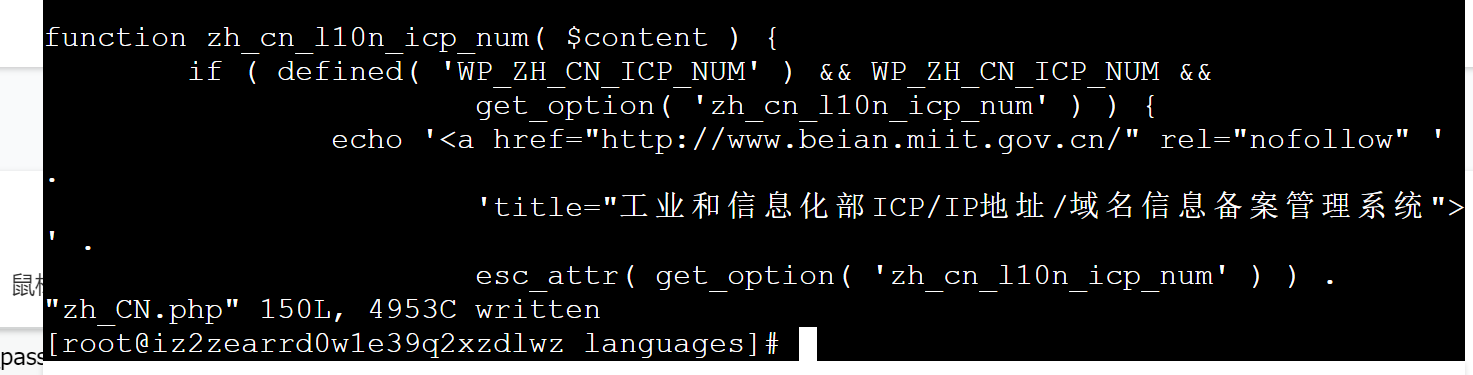 function zh_cn_l10n_icp_num( $content ) {
if ( defined( 'WP_ZH_CN_ICP_NUM' ) && WP_ZH_CN_ICP_NUM &&
get_option( 'zh_cn_l10n_icp_num' ) ) {
echo '<a href="http://www.beian.miit.gov.cn/" rel="nofollow" '
.
'title="工业和信息化部ICP/IP地址/域名信息备案管理系统">
' .
esc_attr( get_option( 'zh_cn_l10n_icp_num' ) ) .
鼠
"zh_CN.php" 150L, 4953C written
[root@iz2zearrd0w1e39q2xzdlwz languages]#
pass